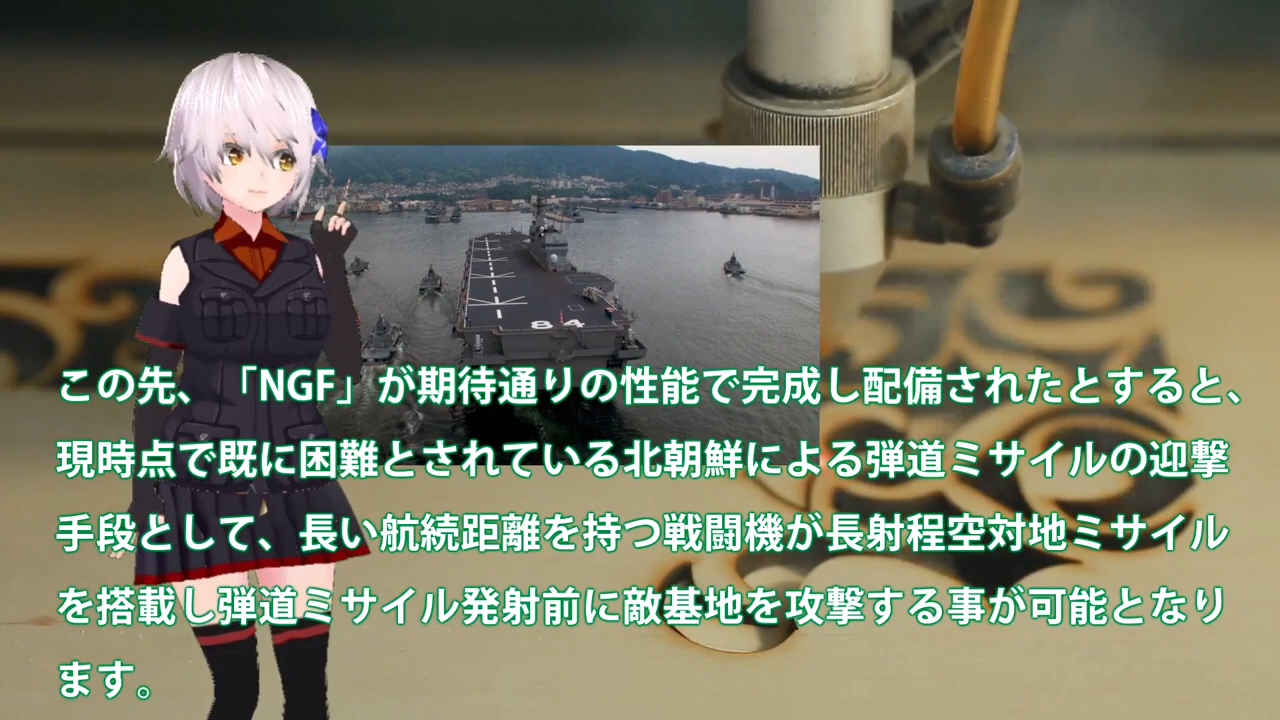 84
この先、「NGF」が期待通りの性能で完成し配備されたとすると、
現時点で既に困難とされている北朝鮮による弾道ミサイルの迎撃
手段として、長い航続距離を持つ戦闘機が長射程空対地ミサイル
を搭載し弾道ミサイル発射前に敵基地を攻撃する事が可能となり
ます。